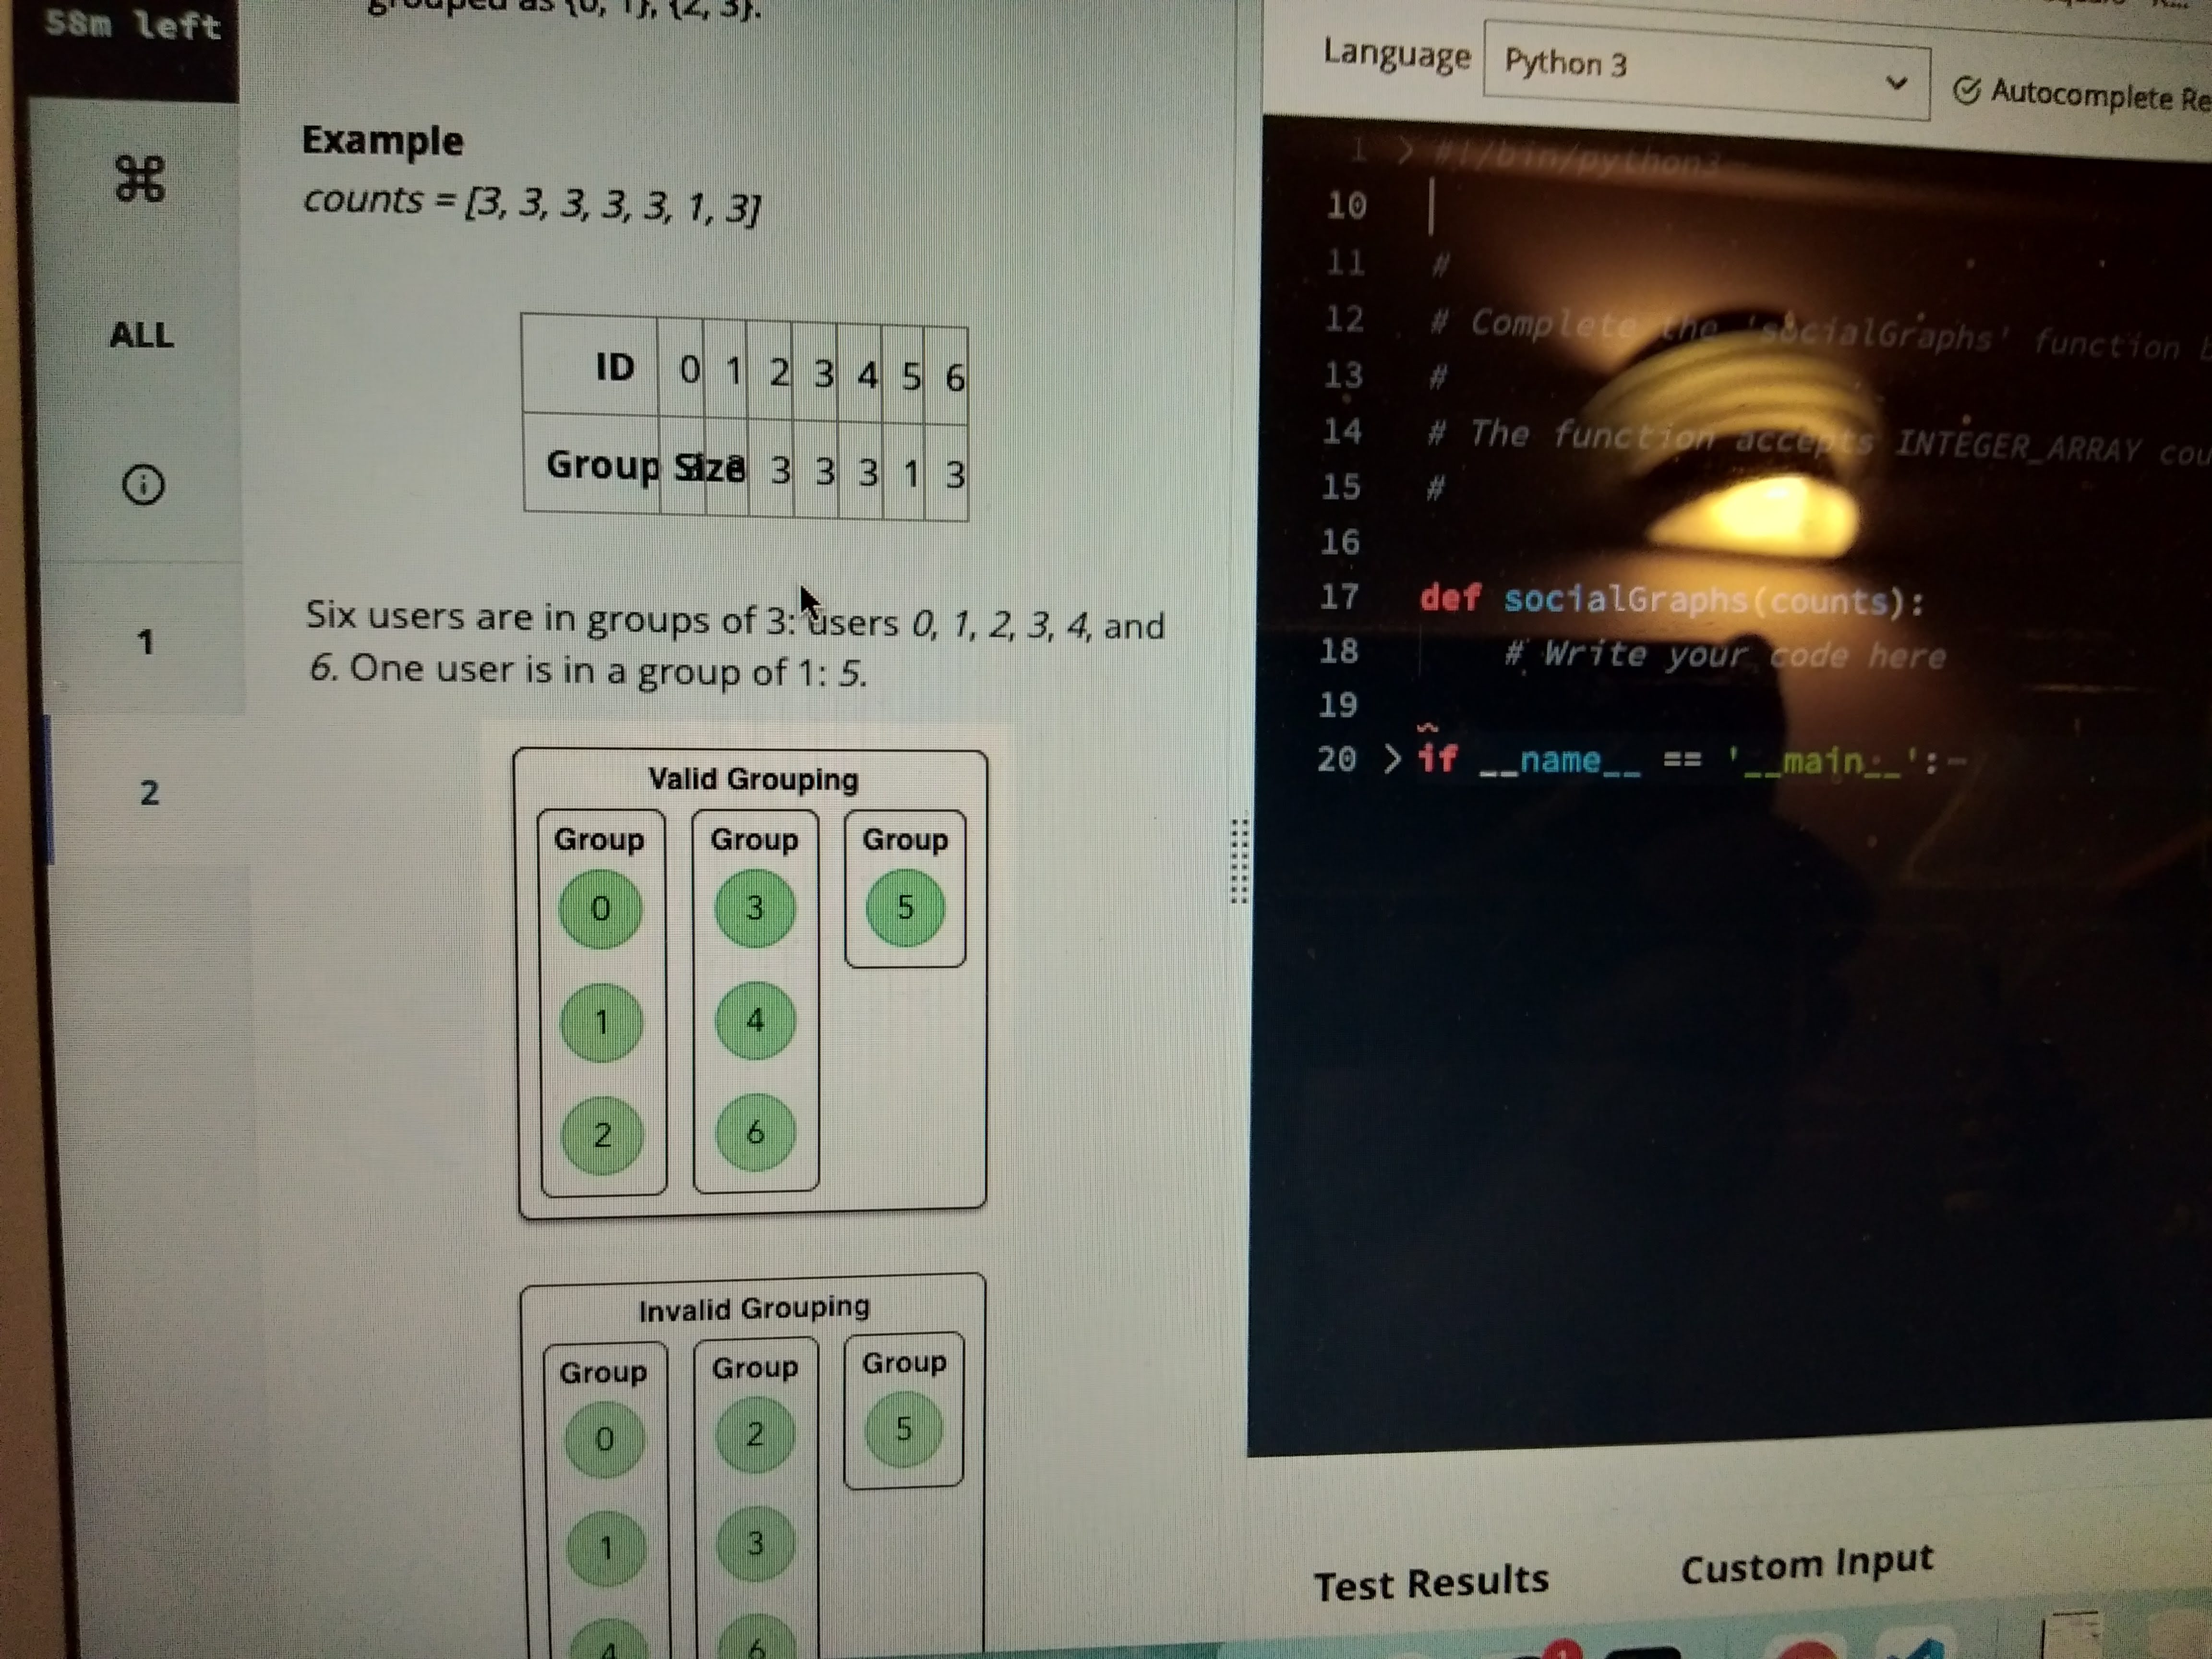 58m left
grouped as {0, 1}, {2, 3}.
Example
counts = [3, 3, 3, 3, 3, 1, 3]
ID 0 1 2 3 4 5 6
Group Size 3 3 3 1 3
Six users are in groups of 3: users 0, 1, 2, 3, 4, and
6. One user is in a group of 1: 5.
Valid Grouping
Group Group Group
0 3 5
1 4
2 6
Invalid Grouping
Group Group Group
0 2 5
1 3
4 6
ALL
1
2
Language Python 3 Autocomplete Re
1 #!/bin/python3
10
11 #
12 # Complete the 'socialGraphs' function b
13 #
14 # The function accepts INTEGER_ARRAY cou
15 #
16
17 def socialGraphs(counts):
18 # Write your code here
19
20 > if __name__ == '__main__':
Test Results Custom Input
1